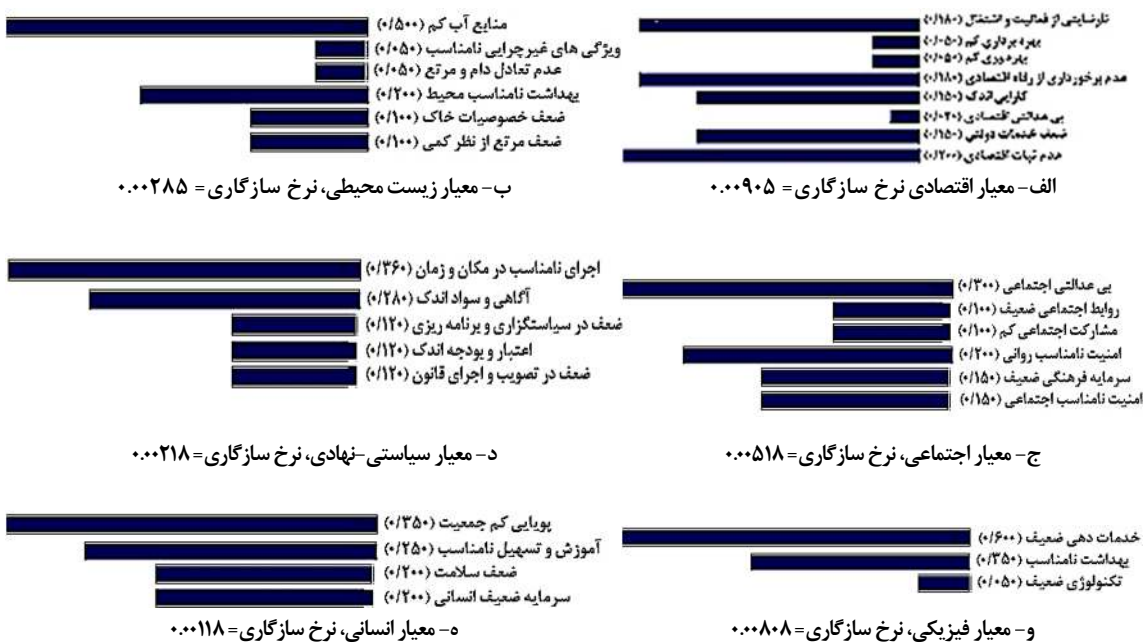 نارضایتی از فعالیت و اشتغال (۰/۱۸۰)
بهره برداری کم (۰/۰۵۰)
بهره‌وری کم (۰/۰۵۰)
عدم برخورداری از رفاه اقتصادی (۰/۱۸۰)
کارایی اندک (۰/۱۵۰)
بی عدالتی اقتصادی (۰/۰۲۰)
ضعف خدمات دولتی (۰/۱۵۰)
عدم ثبات اقتصادی (۰/۲۰۰)
الف- معیار اقتصادی نرخ سازگاری= ۰.۰۰۹۰۵
منابع آب کم (۰/۵۰۰)
ویژگی های غیرچرایی نامناسب (۰/۰۵۰)
عدم تعادل دام و مرتع (۰/۰۵۰)
بهداشت نامناسب محیط (۰/۲۰۰)
ضعف خصوصیات خاک (۰/۱۰۰)
ضعف مرتع از نظر کمی (۰/۱۰۰)
ب- معیار زیست محیطی، نرخ سازگاری= ۰.۰۰۲۸۵
بی عدالتی اجتماعی (۰/۳۰۰)
روابط اجتماعی ضعیف (۰/۱۰۰)
مشارکت اجتماعی کم (۰/۱۰۰)
امنیت نامناسب روانی (۰/۲۰۰)
سرمایه فرهنگی ضعیف (۰/۱۵۰)
امنیت نامناسب اجتماعی (۰/۱۵۰)
ج- معیار اجتماعی، نرخ سازگاری= ۰.۰۰۵۱۸
اجرای نامناسب در مکان و زمان (۰/۳۶۰)
آگاهی و سواد اندک (۰/۲۸۰)
ضعف در سیاستگزاری و برنامه ریزی (۰/۱۲۰)
اعتبار و بودجه اندک (۰/۱۲۰)
ضعف در تصویب و اجرای قانون (۰/۱۲۰)
د- معیار سیاستی-نهادی، نرخ سازگاری= ۰.۰۰۲۱۸
خدمات دهی ضعیف (۰/۶۰۰)
بهداشت نامناسب (۰/۳۵۰)
تکنولوژی ضعیف (۰/۰۵۰)
و- معیار فیزیکی، نرخ سازگاری= ۰.۰۰۸۰۸
پویایی کم جمعیت (۰/۳۵۰)
آموزش و تسهیل نامناسب (۰/۲۵۰)
ضعف سلامت (۰/۲۰۰)
سرمایه ضعیف انسانی (۰/۲۰۰)
ه- معیار انسانی، نرخ سازگاری= ۰.۰۰۱۱۸